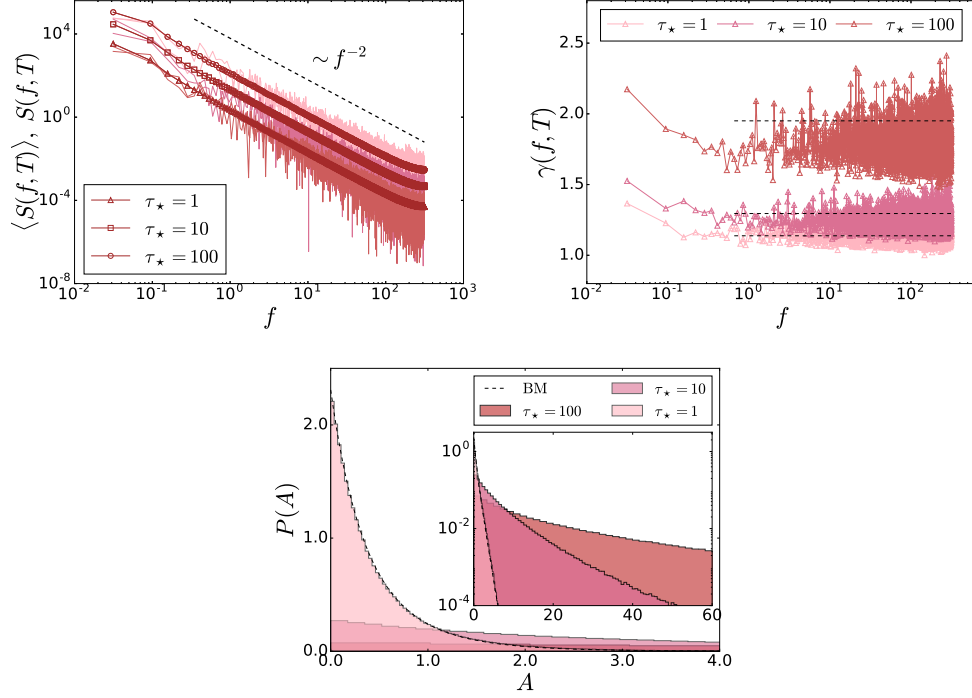 ⟨S(f,T)⟩, S(f,T)
10^4
10^0
10^−4
10^−8
∼ f^−2
τ⋆ = 1
τ⋆ = 10
τ⋆ = 100
10^−2 10^−1 10^0 10^1 10^2 10^3
f
τ⋆ = 1 τ⋆ = 10 τ⋆ = 100
γ(f,T)
2.5
2.0
1.5
1.0
10^−2 10^−1 10^0 10^1 10^2
f
P(A)
2.0
1.0
0.0
BM τ⋆ = 10
τ⋆ = 100 τ⋆ = 1
10^0
10^−2
10^−4
0 20 40 60
0.0 1.0 2.0 3.0 4.0
A